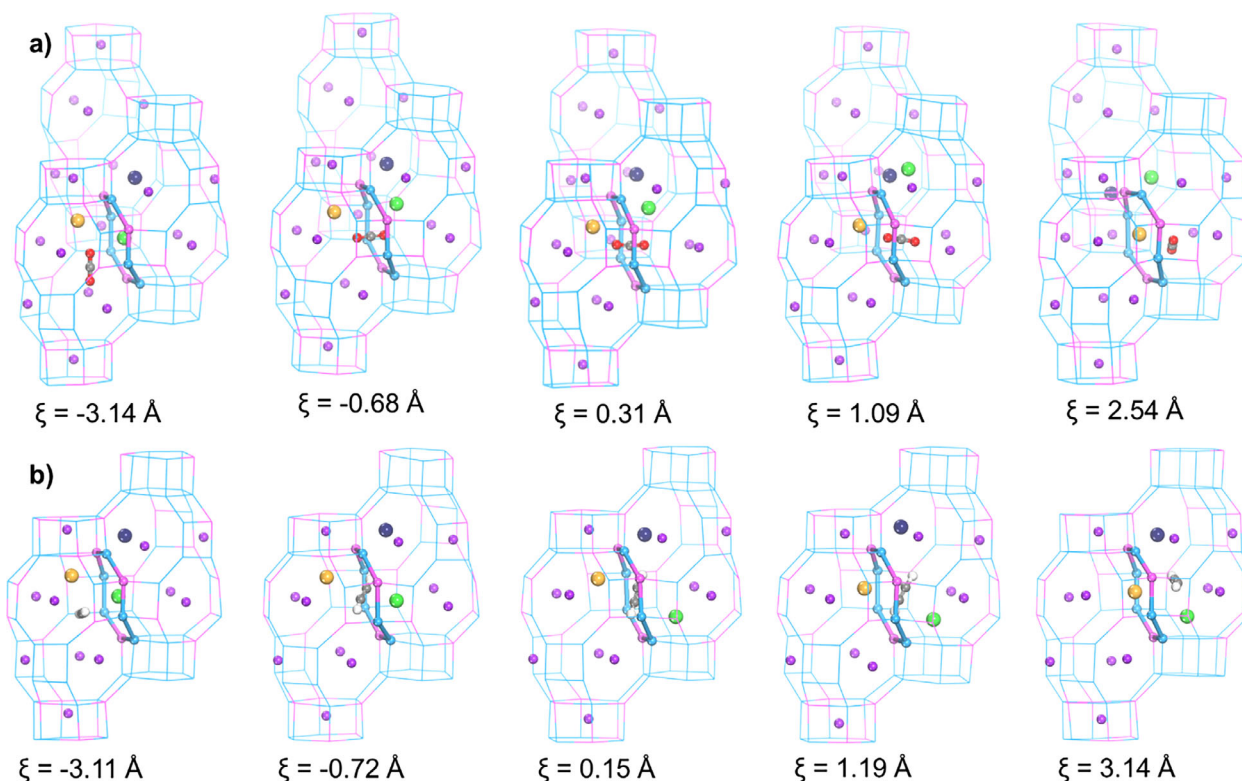 a)
ξ = -3.14 Å
ξ = -0.68 Å
ξ = 0.31 Å
ξ = 1.09 Å
ξ = 2.54 Å
b)
ξ = -3.11 Å
ξ = -0.72 Å
ξ = 0.15 Å
ξ = 1.19 Å
ξ = 3.14 Å